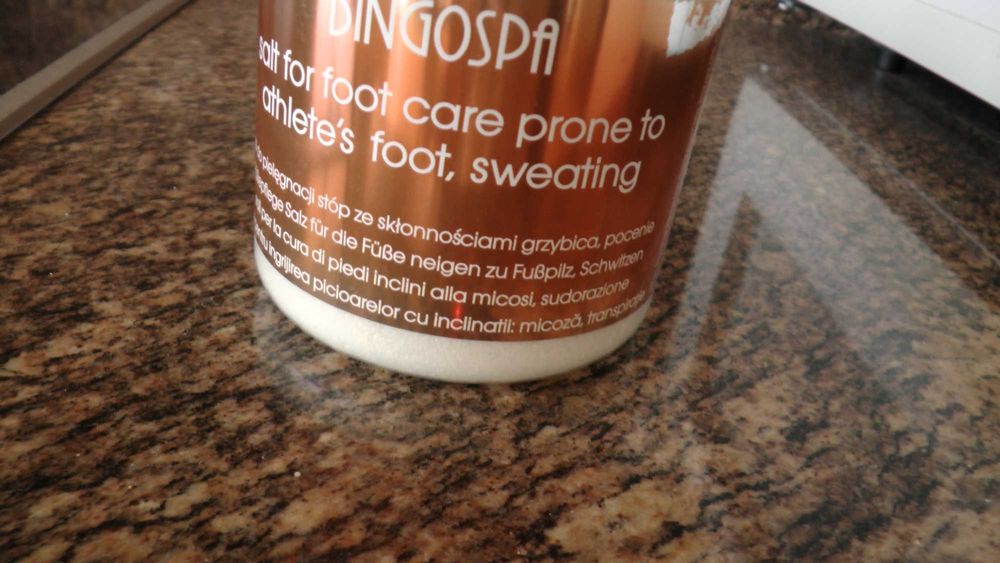 BINGOSPA
salt for foot care prone to
athlete's foot, sweating
do pielęgnacji stóp ze skłonnościami grzybica, pocenie
Salz für die Füße neigen zu Fußpilz, Schwitzen
per la cura di piedi inclini alla micosi, sudorazione
ingrijirea picioarelor cu inclinatii: micoză,